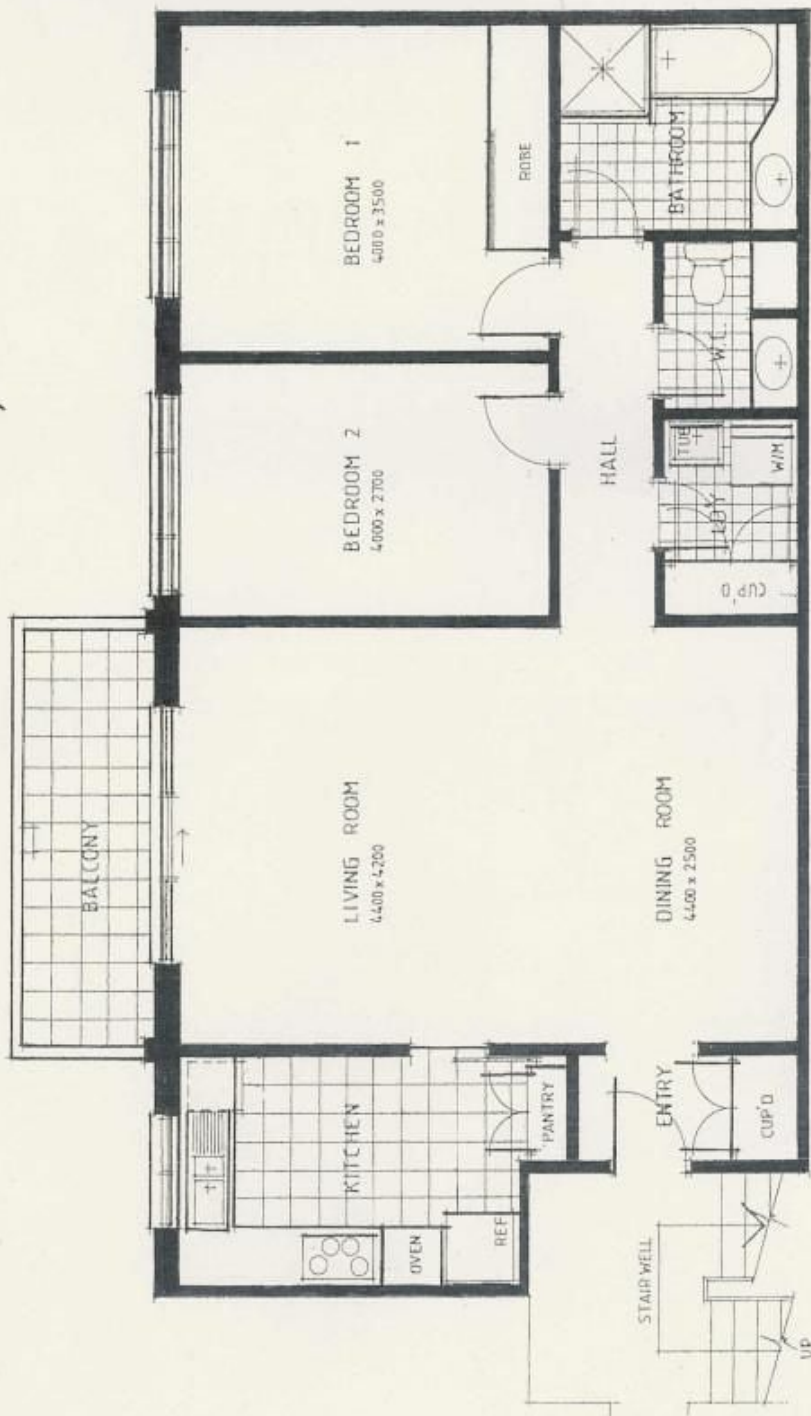 BEDROOM 1
4000 x 3500
ROBE
BATHROOM
BEDROOM 2
4000 x 2700
W.C.
HALL
TUB
L'DY
W/M
CUP'D
BALCONY
LIVING ROOM
4400 x 4200
DINING ROOM
4400 x 2500
KITCHEN
PANTRY
ENTRY
CUP'D
OVEN
REF
STAIR WELL
UP